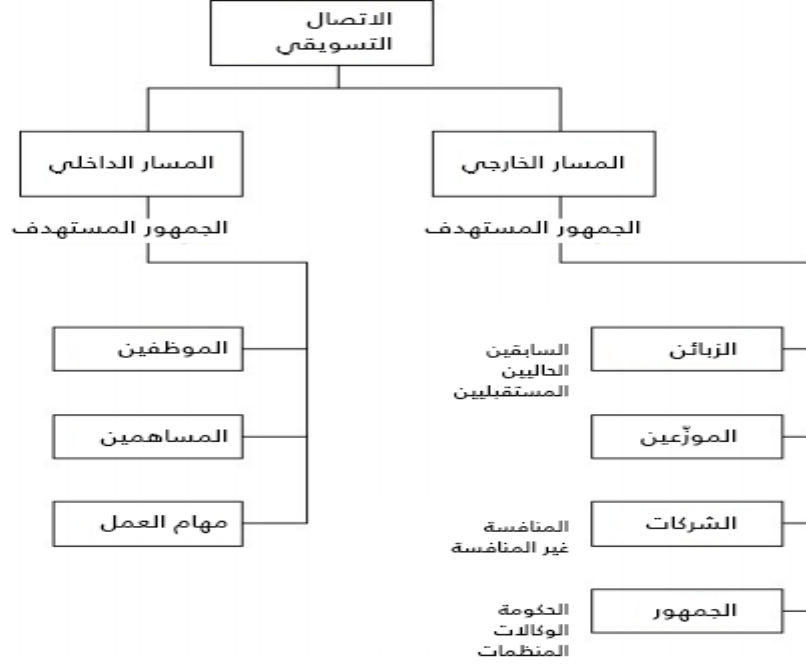 الاتصال
التسويقي
المسار الخارجي
المسار الداخلي
الجمهور المستهدف
الجمهور المستهدف
الزبائن
السابقين
الحاليين
المستقبليين
الموظفين
الموزّعين
المساهمين
الشركات
المنافسة
غير المنافسة
مهام العمل
الجمهور
الحكومة
الوكالات
المنظمات